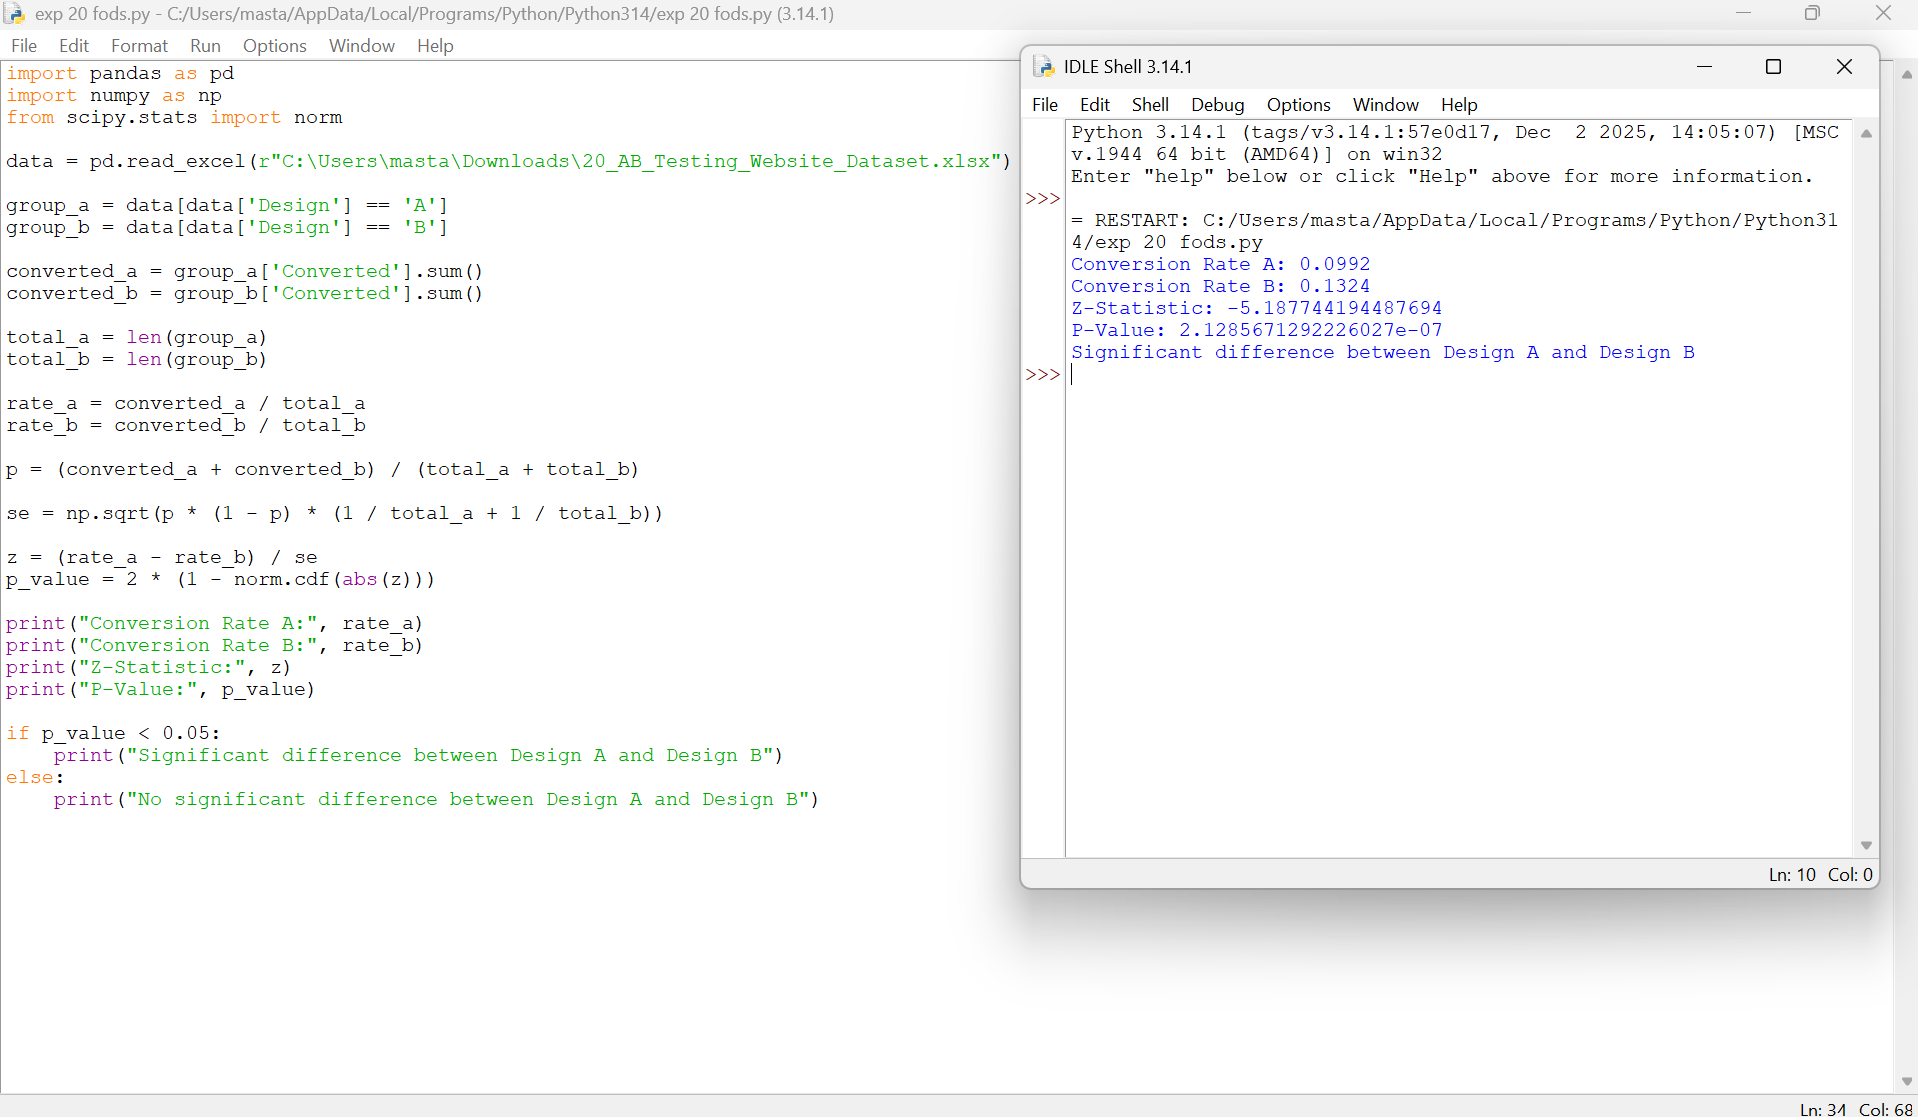 exp 20 fods.py - C:/Users/masta/AppData/Local/Programs/Python/Python314/exp 20 fods.py (3.14.1)
File Edit Format Run Options Window Help
import pandas as pd
import numpy as np
from scipy.stats import norm
data = pd.read_excel(r"C:\Users\masta\Downloads\20_AB_Testing_Website_Dataset.xlsx")
group_a = data[data['Design'] == 'A']
group_b = data[data['Design'] == 'B']
converted_a = group_a['Converted'].sum()
converted_b = group_b['Converted'].sum()
total_a = len(group_a)
total_b = len(group_b)
rate_a = converted_a / total_a
rate_b = converted_b / total_b
p = (converted_a + converted_b) / (total_a + total_b)
se = np.sqrt(p * (1 - p) * (1 / total_a + 1 / total_b))
z = (rate_a - rate_b) / se
p_value = 2 * (1 - norm.cdf(abs(z)))
print("Conversion Rate A:", rate_a)
print("Conversion Rate B:", rate_b)
print("Z-Statistic:", z)
print("P-Value:", p_value)
if p_value < 0.05:
    print("Significant difference between Design A and Design B")
else:
    print("No significant difference between Design A and Design B")
Ln: 34 Col: 68
IDLE Shell 3.14.1
File Edit Shell Debug Options Window Help
Python 3.14.1 (tags/v3.14.1:57e0d17, Dec  2 2025, 14:05:07) [MSC
v.1944 64 bit (AMD64)] on win32
Enter "help" below or click "Help" above for more information.
>>>
= RESTART: C:/Users/masta/AppData/Local/Programs/Python/Python31
4/exp 20 fods.py
Conversion Rate A: 0.0992
Conversion Rate B: 0.1324
Z-Statistic: -5.187744194487694
P-Value: 2.1285671292226027e-07
Significant difference between Design A and Design B
>>>
Ln: 10 Col: 0